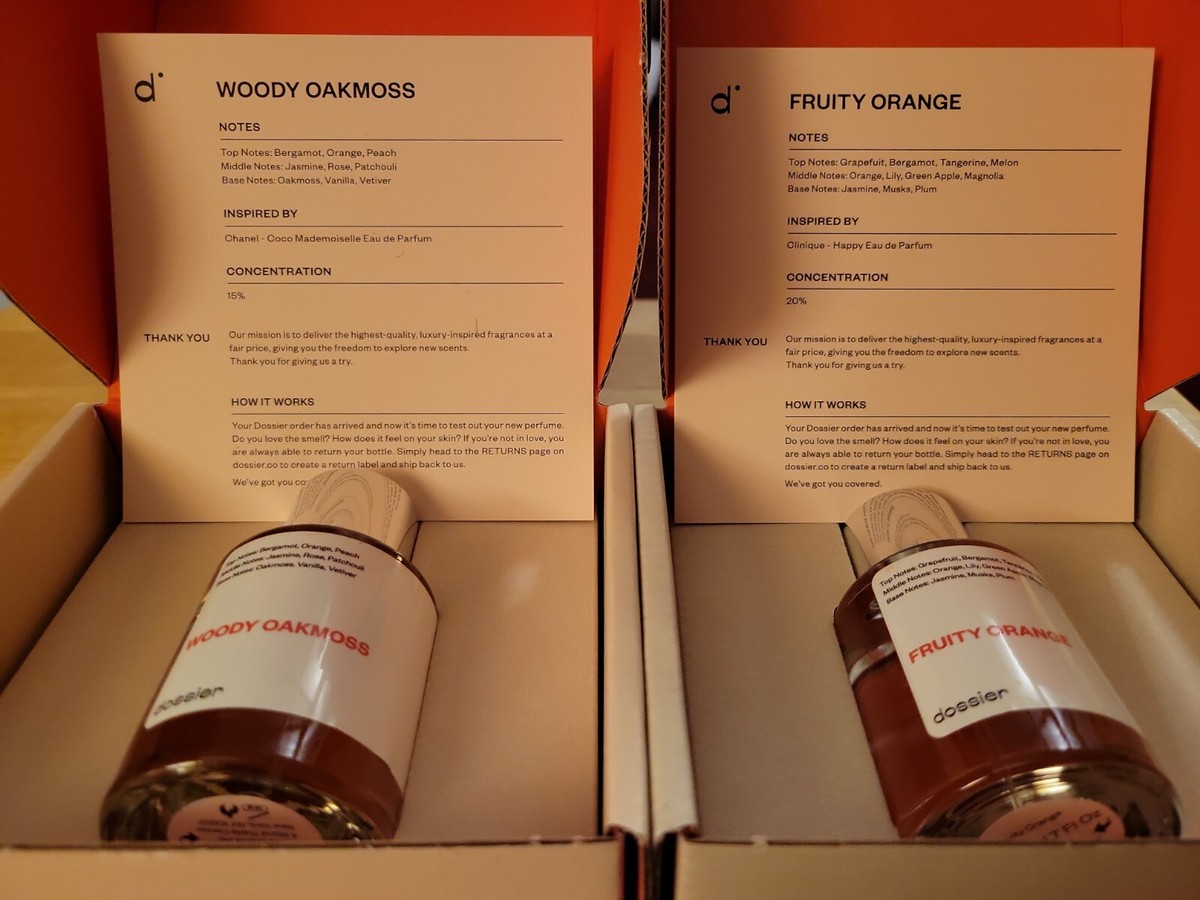 d
WOODY OAKMOSS
NOTES
Top Notes: Bergamot, Orange, Peach
Middle Notes: Jasmine, Rose, Patchouli
Base Notes: Oakmoss, Vanilla, Vetiver
INSPIRED BY
Chanel - Coco Mademoiselle Eau de Parfum
CONCENTRATION
15%
THANK YOU
Our mission is to deliver the highest-quality, luxury-inspired fragrances at a
fair price, giving you the freedom to explore new scents.
Thank you for giving us a try.
HOW IT WORKS
Your Dossier order has arrived and now it's time to test out your new perfume.
Do you love the smell? How does it feel on your skin? If you're not in love, you
are always able to return your bottle. Simply head to the RETURNS page on
dossier.co to create a return label and ship back to us.
We've got you co
Top Notes: Bergamot, Orange, Peach
Middle Notes: Jasmine, Rose, Patchouli
Base Notes: Oakmoss, Vanilla, Vetiver
WOODY OAKMOSS
dossier
d
FRUITY ORANGE
NOTES
Top Notes: Grapefuit, Bergamot, Tangerine, Melon
Middle Notes: Orange, Lily, Green Apple, Magnolia
Base Notes: Jasmine, Musks, Plum
INSPIRED BY
Clinique - Happy Eau de Parfum
CONCENTRATION
20%
THANK YOU
Our mission is to deliver the highest-quality, luxury-inspired fragrances at a
fair price, giving you the freedom to explore new scents.
Thank you for giving us a try.
HOW IT WORKS
Your Dossier order has arrived and now it's time to test out your new perfume.
Do you love the smell? How does it feel on your skin? If you're not in love, you
are always able to return your bottle. Simply head to the RETURNS page on
dossier.co to create a return label and ship back to us.
We've got you covered.
Top Notes: Grapefruit, Bergamot,
Middle Notes: Orange, Lily, Green
Base Notes: Jasmine, Musks, Plum
FRUITY ORANGE
dossier
Orange
7 Fl Oz